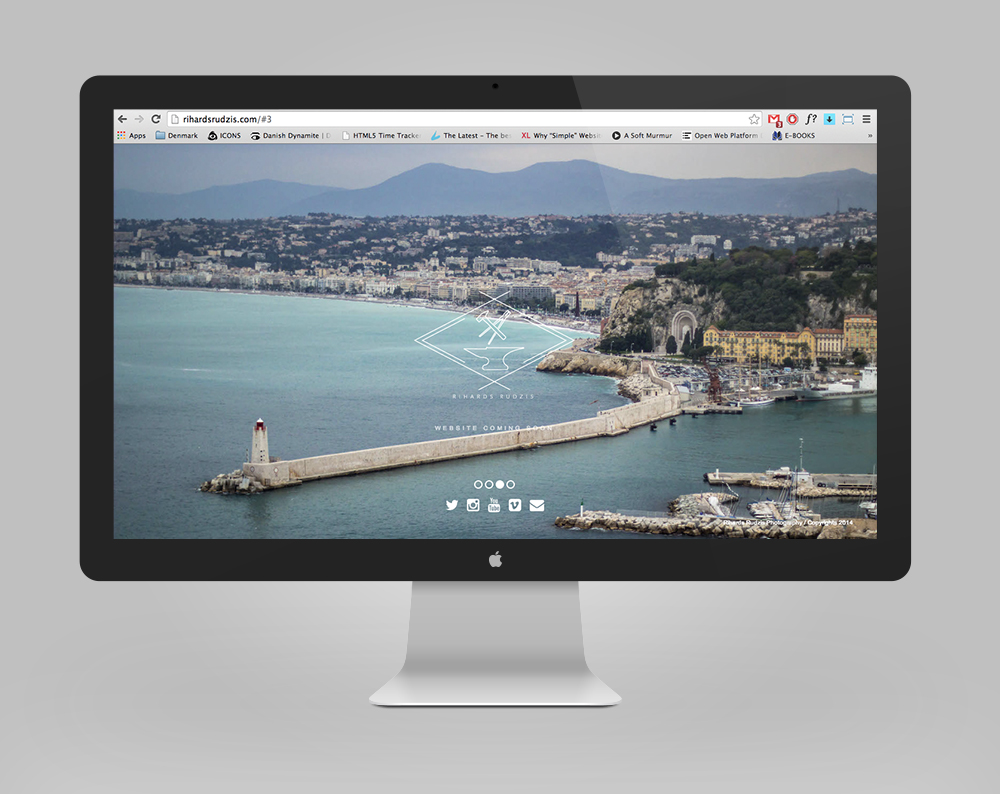 rihardsrudzis.com/#3
Apps Denmark ICONS Danish Dynamite | D HTML5 Time Tracke The Latest – The be XL Why "Simple" Websit A Soft Murmur Open Web Platform E-BOOKS »
RIHARDS RUDZIS
WEBSITE COMING SOON
You
Tube
Rihards Rudzis Photography / Copyrights 2014